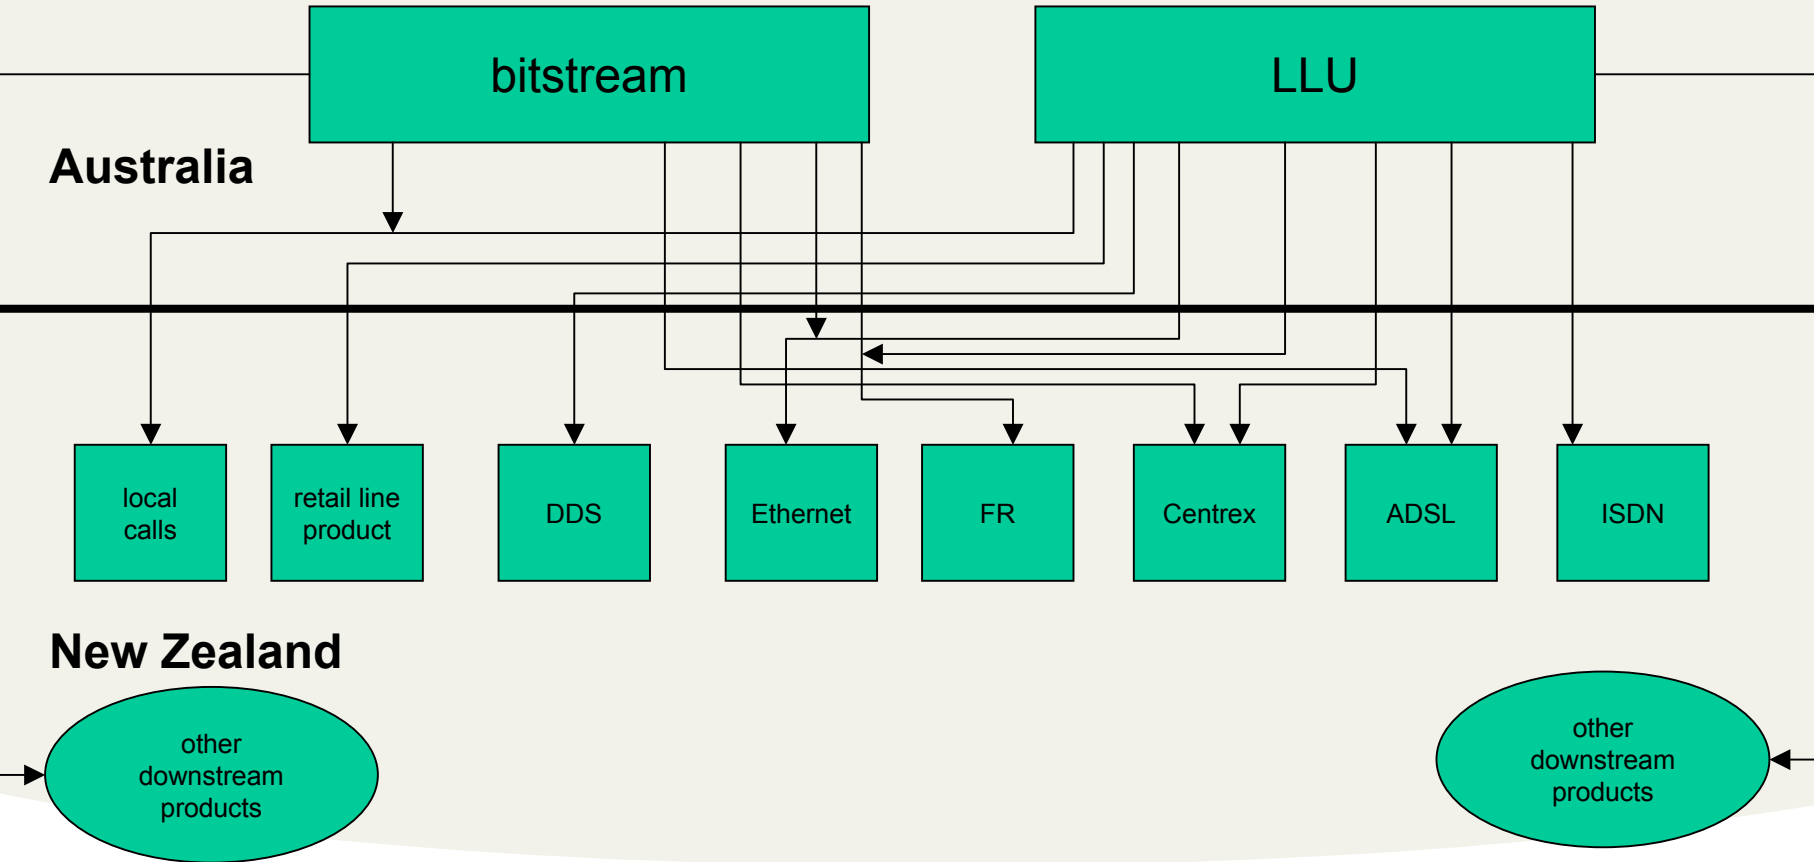 bitstream
LLU
Australia
local
calls
retail line
product
DDS
Ethernet
FR
Centrex
ADSL
ISDN
New Zealand
other
downstream
products
other
downstream
products